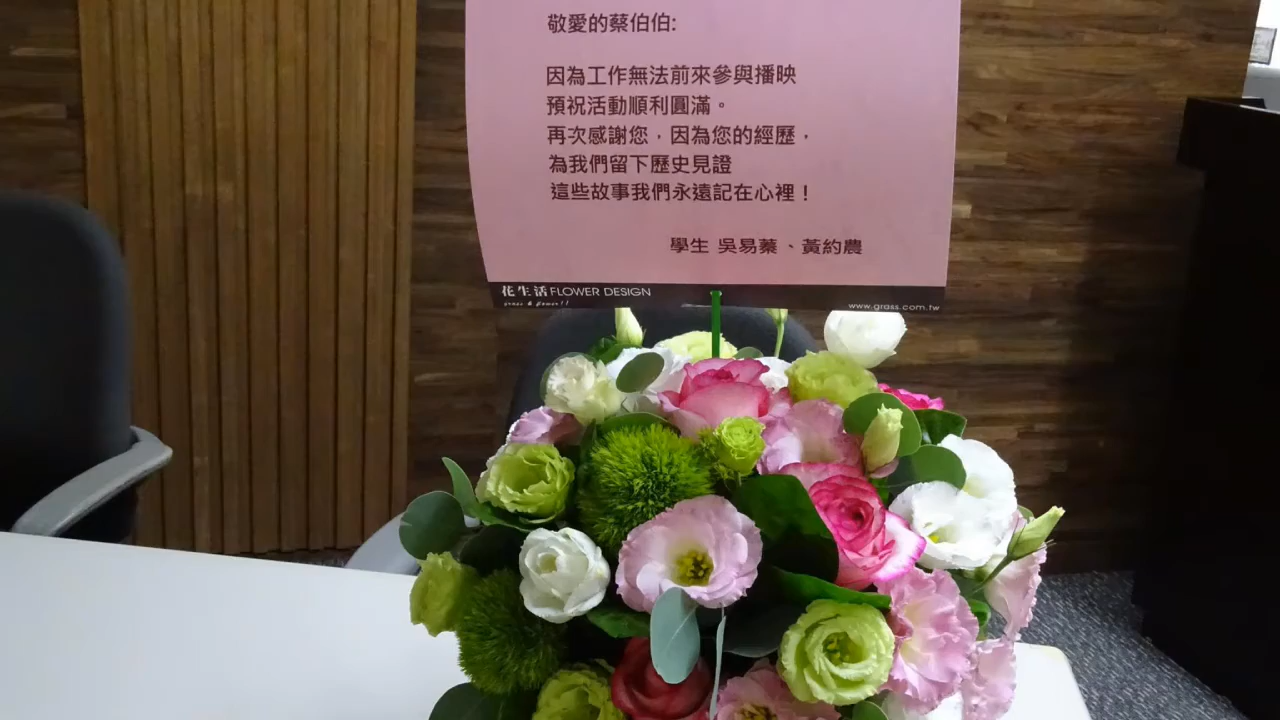 敬愛的蔡伯伯:
因為工作無法前來參與播映
預祝活動順利圓滿。
再次感謝您，因為您的經歷，
為我們留下歷史見證
這些故事我們永遠記在心裡！
學生 吳易蓁、黃約農
花生活 FLOWER DESIGN
grass & flower!!
www.grass.com.tw